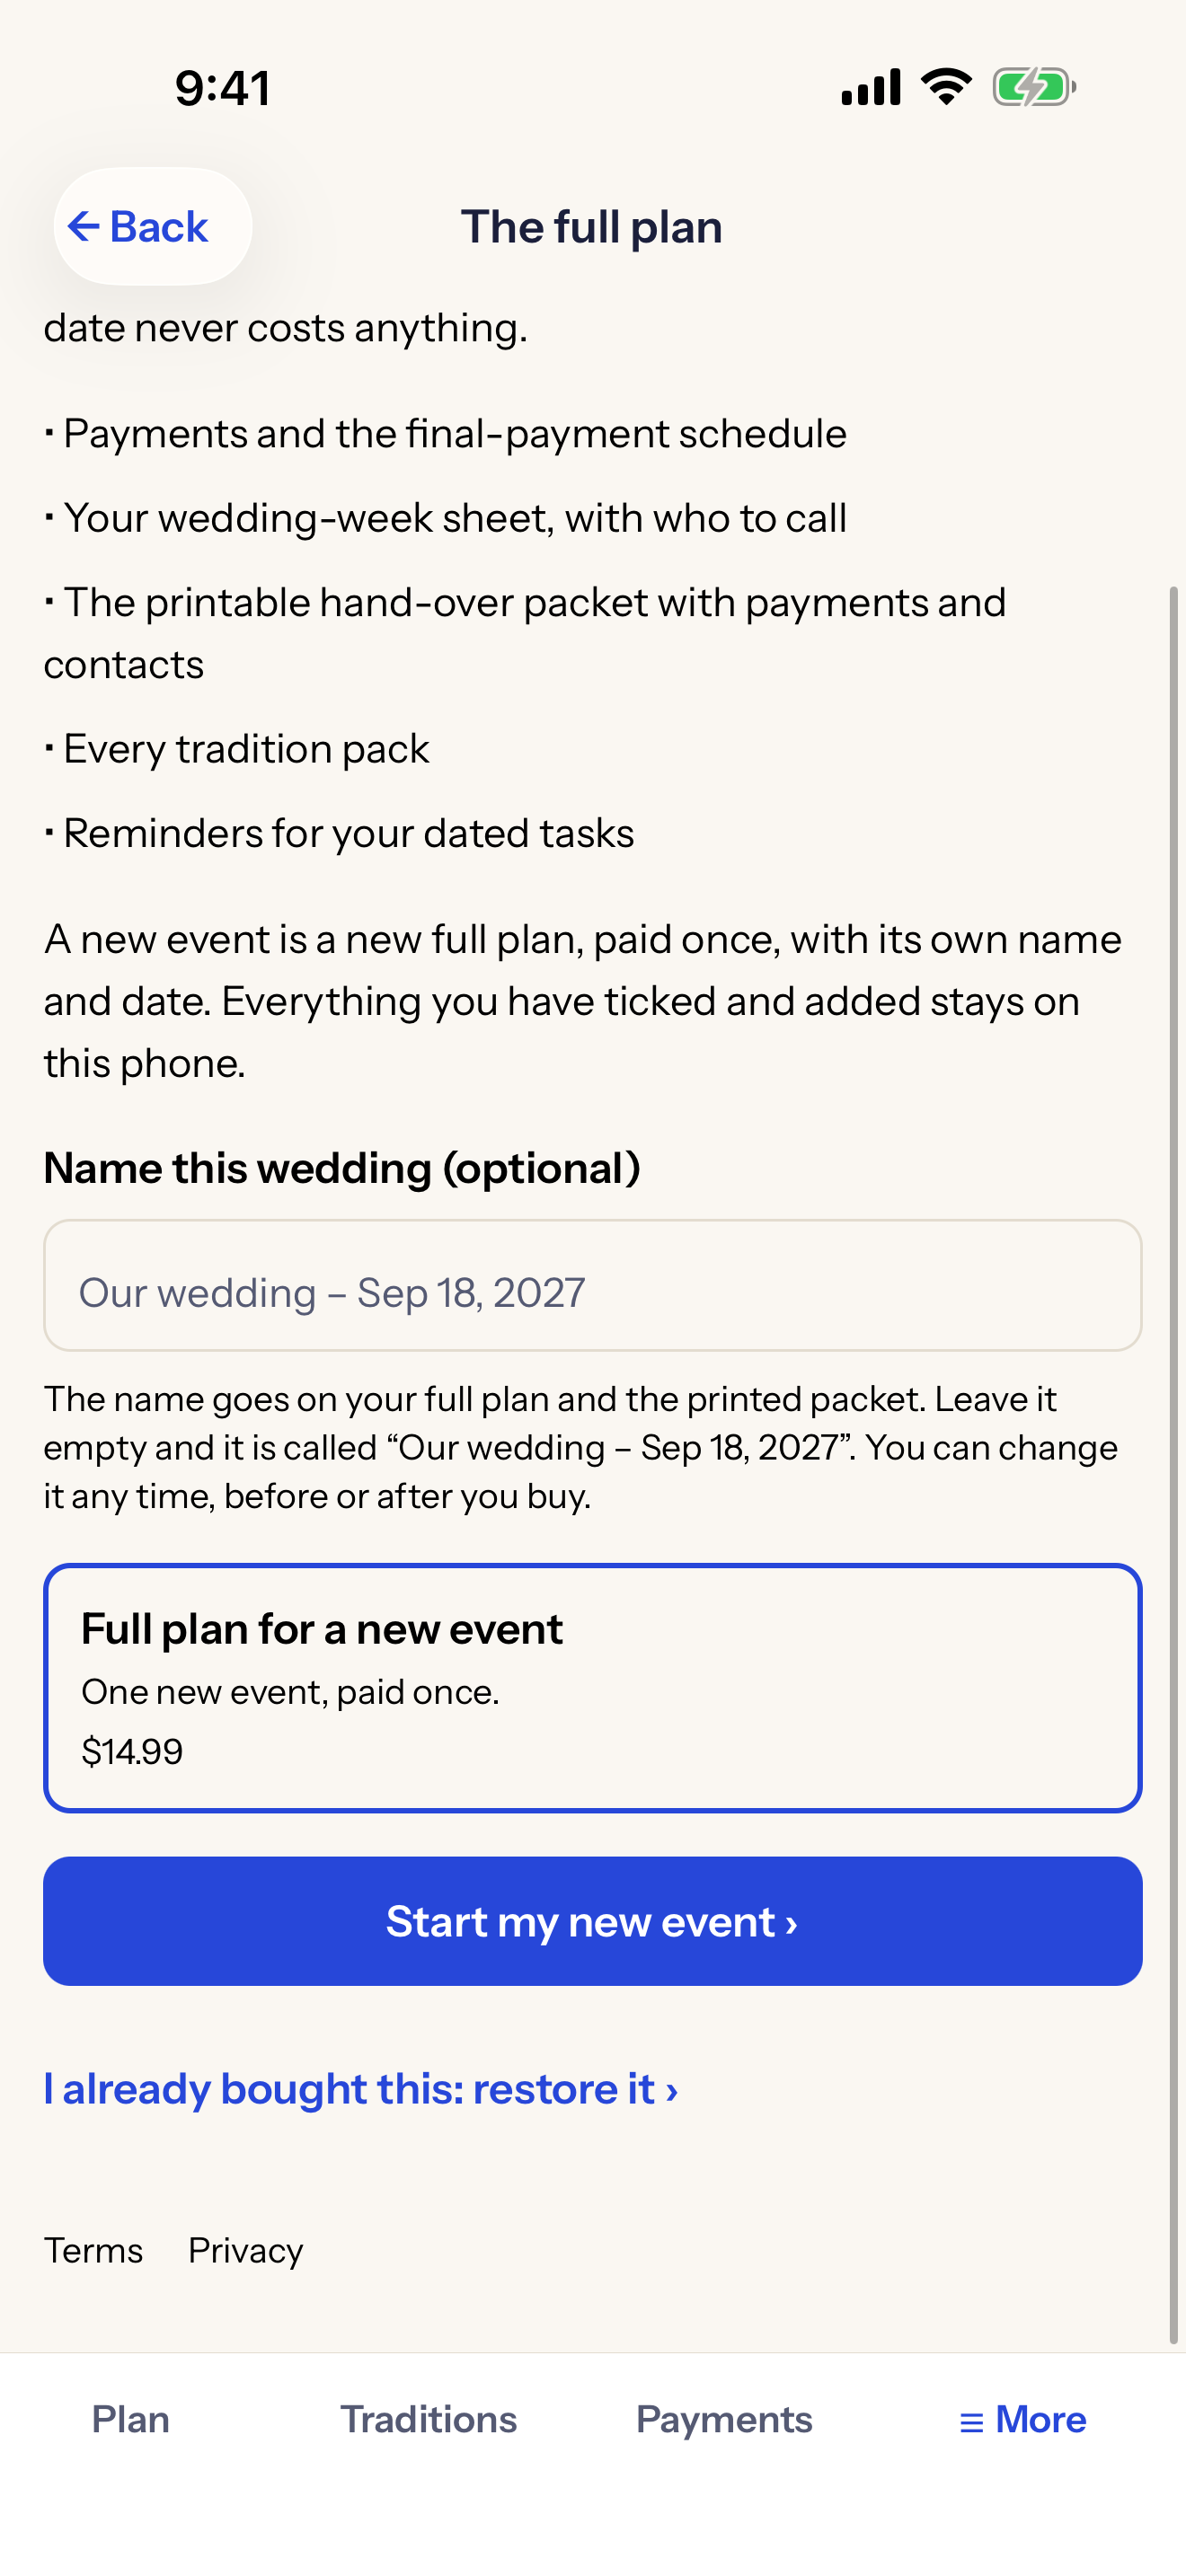 9:41
← Back
The full plan
date never costs anything.
· Payments and the final-payment schedule
· Your wedding-week sheet, with who to call
· The printable hand-over packet with payments and
contacts
· Every tradition pack
· Reminders for your dated tasks
A new event is a new full plan, paid once, with its own name
and date. Everything you have ticked and added stays on
this phone.
Name this wedding (optional)
Our wedding – Sep 18, 2027
The name goes on your full plan and the printed packet. Leave it
empty and it is called “Our wedding – Sep 18, 2027”. You can change
it any time, before or after you buy.
Full plan for a new event
One new event, paid once.
$14.99
Start my new event ›
I already bought this: restore it ›
Terms Privacy
Plan Traditions Payments ≡ More